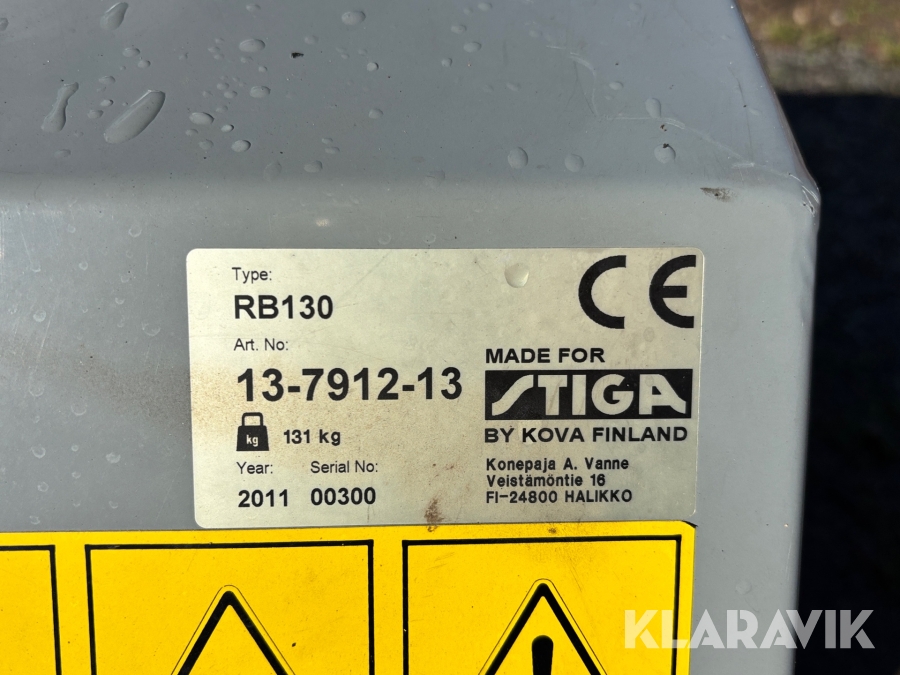 Type:
RB130
Art. No:
13-7912-13
kg 131 kg
Year: Serial No:
2011 00300
CE
MADE FOR
STIGA
BY KOVA FINLAND
Konepaja A. Vanne
Veistämöntie 16
FI-24800 HALIKKO
!
KLARAVIK